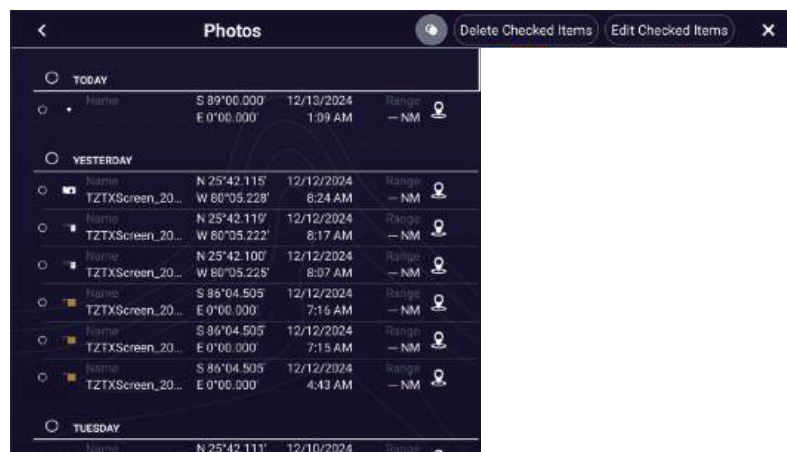 Photos Delete Checked Items Edit Checked Items
TODAY
Name S 89°00.000' 12/13/2024 Range
E 0°00.000' 1:09 AM – NM
YESTERDAY
Name N 25°42.115' 12/12/2024 Range
TZTXScreen_20... W 80°05.228' 8:24 AM – NM
Name N 25°42.119' 12/12/2024 Range
TZTXScreen_20... W 80°05.222' 8:17 AM – NM
Name N 25°42.100' 12/12/2024 Range
TZTXScreen_20... W 80°05.225' 8:07 AM – NM
Name S 86°04.505' 12/12/2024 Range
TZTXScreen_20... E 0°00.000' 7:16 AM – NM
Name S 86°04.505' 12/12/2024 Range
TZTXScreen_20... E 0°00.000' 7:15 AM – NM
Name S 86°04.505' 12/12/2024 Range
TZTXScreen_20... E 0°00.000' 4:43 AM – NM
TUESDAY
Name N 25°42.111' 12/10/2024 Range